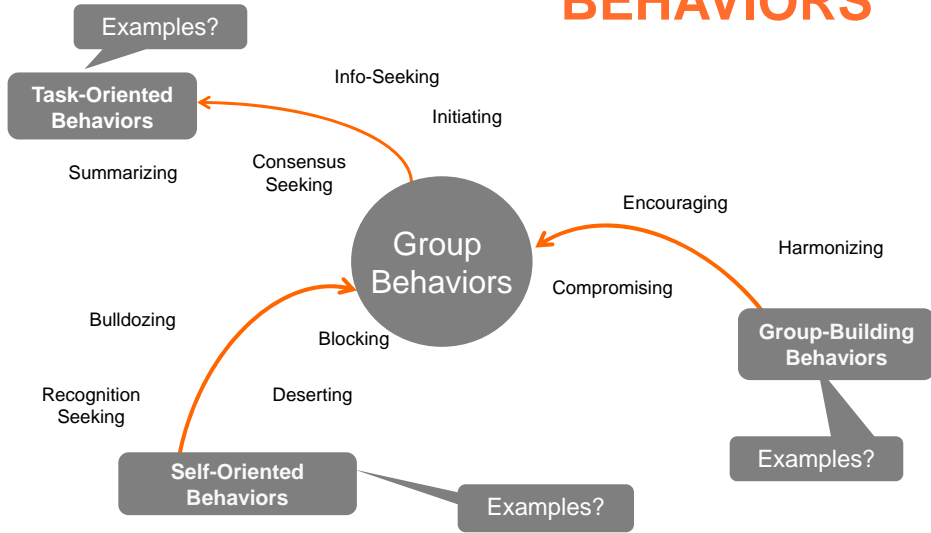 BEHAVIORS
Examples?
Task-Oriented
Behaviors
Info-Seeking
Initiating
Summarizing
Consensus
Seeking
Encouraging
Harmonizing
Compromising
Group
Behaviors
Group-Building
Behaviors
Examples?
Bulldozing
Blocking
Recognition
Seeking
Deserting
Self-Oriented
Behaviors
Examples?